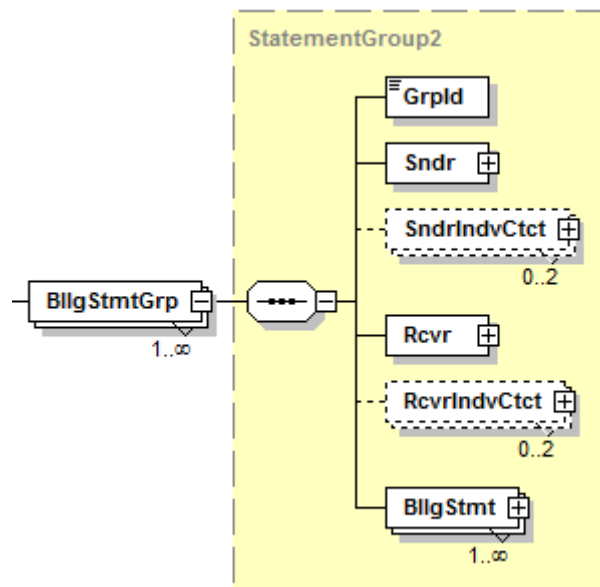 StatementGroup2
GrpId
Sndr
SndrIndvCtct
0..2
BllgStmtGrp
1..∞
Rcvr
RcvrIndvCtct
0..2
BllgStmt
1..∞